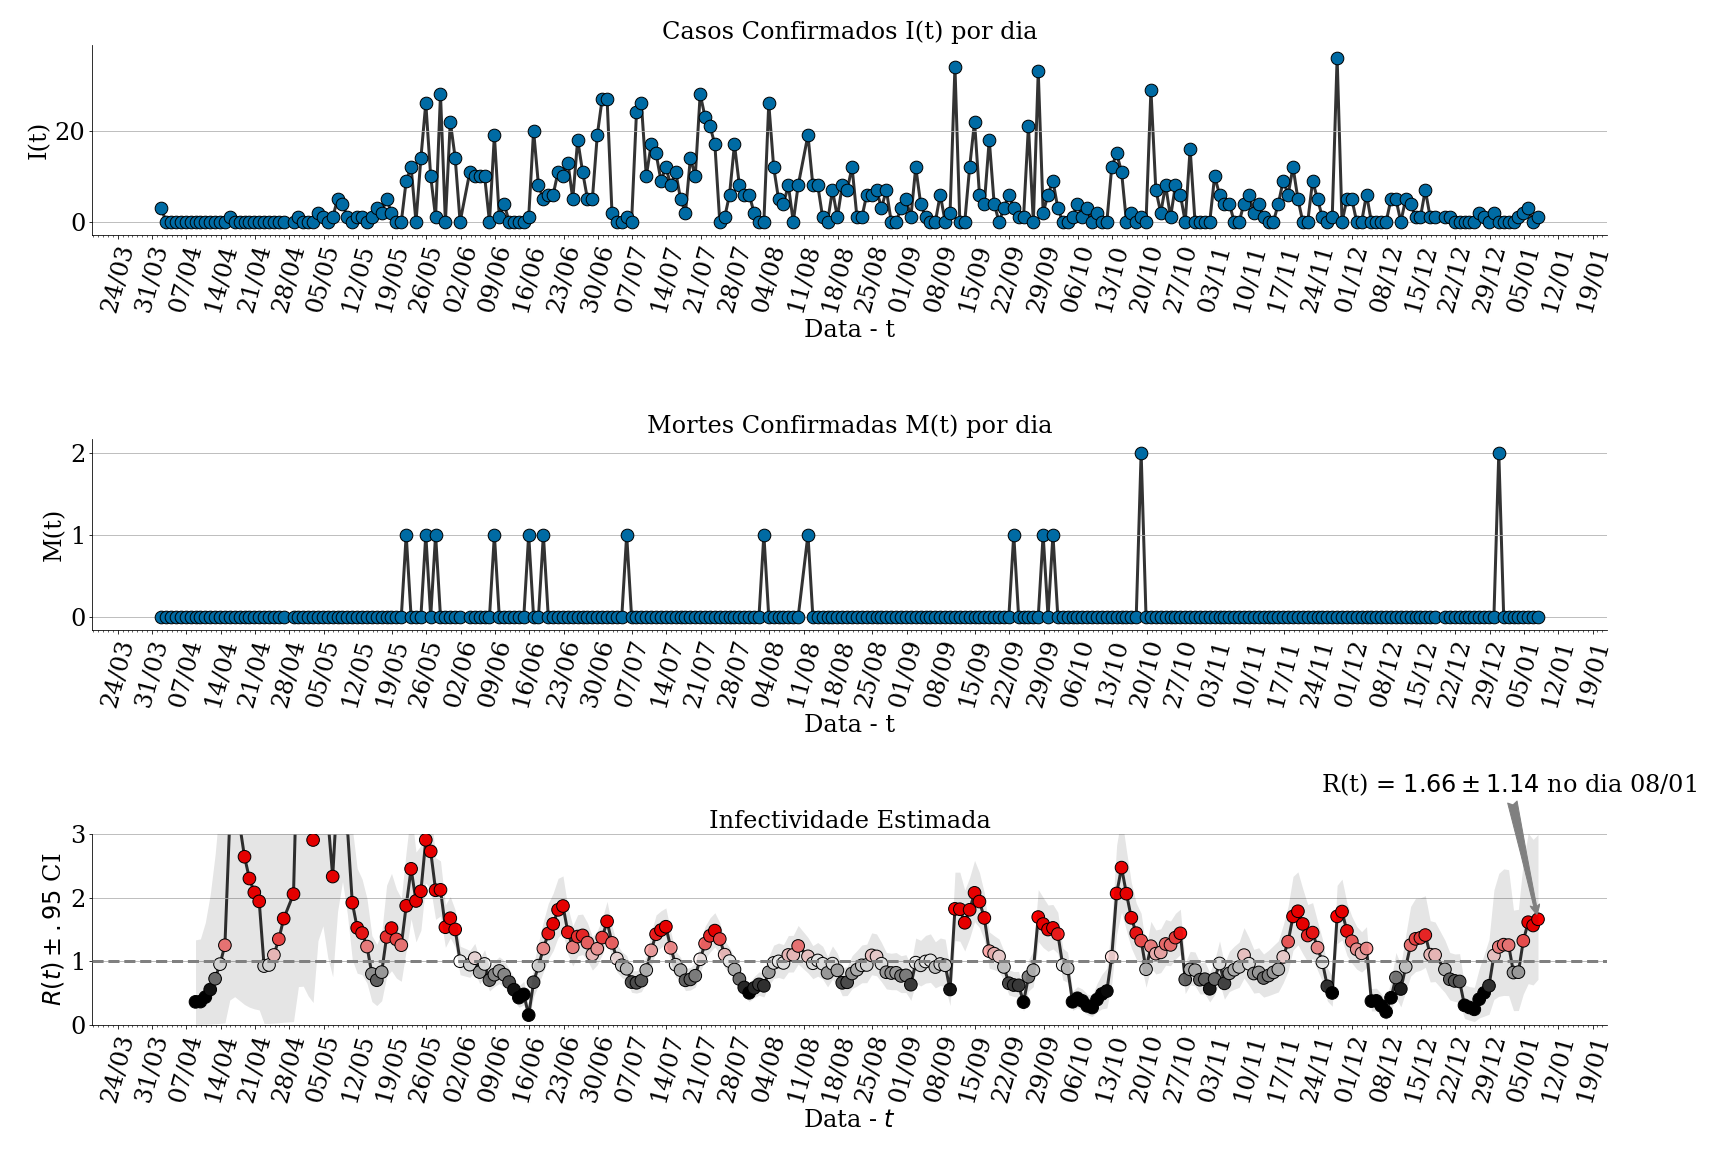 Casos Confirmados I(t) por dia
I(t)
20
0
24/03 31/03 07/04 14/04 21/04 28/04 05/05 12/05 19/05 26/05 02/06 09/06 16/06 23/06 30/06 07/07 14/07 21/07 28/07 04/08 11/08 18/08 25/08 01/09 08/09 15/09 22/09 29/09 06/10 13/10 20/10 27/10 03/11 10/11 17/11 24/11 01/12 08/12 15/12 22/12 29/12 05/01 12/01 19/01
Data - t
Mortes Confirmadas M(t) por dia
M(t)
2
1
0
24/03 31/03 07/04 14/04 21/04 28/04 05/05 12/05 19/05 26/05 02/06 09/06 16/06 23/06 30/06 07/07 14/07 21/07 28/07 04/08 11/08 18/08 25/08 01/09 08/09 15/09 22/09 29/09 06/10 13/10 20/10 27/10 03/11 10/11 17/11 24/11 01/12 08/12 15/12 22/12 29/12 05/01 12/01 19/01
Data - t
R(t) = 1.66 ± 1.14 no dia 08/01
Infectividade Estimada
R(t) ± .95 CI
3
2
1
0
24/03 31/03 07/04 14/04 21/04 28/04 05/05 12/05 19/05 26/05 02/06 09/06 16/06 23/06 30/06 07/07 14/07 21/07 28/07 04/08 11/08 18/08 25/08 01/09 08/09 15/09 22/09 29/09 06/10 13/10 20/10 27/10 03/11 10/11 17/11 24/11 01/12 08/12 15/12 22/12 29/12 05/01 12/01 19/01
Data - t